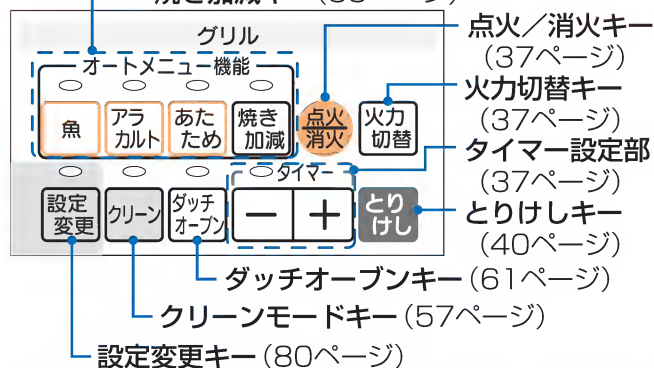 グリル
点火／消火キー
（37ページ）
オートメニュー機能
火力切替キー
（37ページ）
魚
アラ
カルト
あた
ため
焼き
加減
点火
消火
火力
切替
タイマー
タイマー設定部
（37ページ）
設定
変更
クリーン
ダッチ
オーブン
－
＋
とり
けし
とりけしキー
（40ページ）
ダッチオーブンキー（61ページ）
クリーンモードキー（57ページ）
設定変更キー（80ページ）